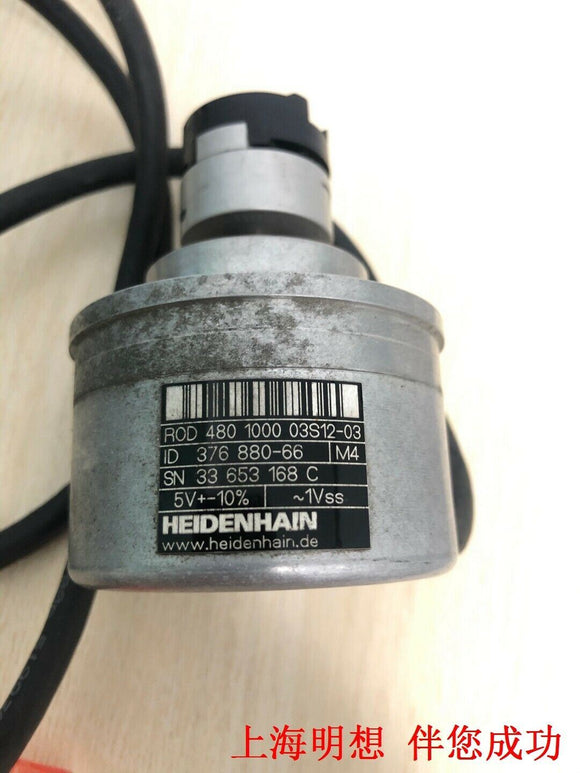 ROD 480 1000 03S12-03
ID 376 880-66 M4
SN 33 653 168 C
5V+-10% ~1Vss
HEIDENHAIN
www.heidenhain.de
上海明想 伴您成功